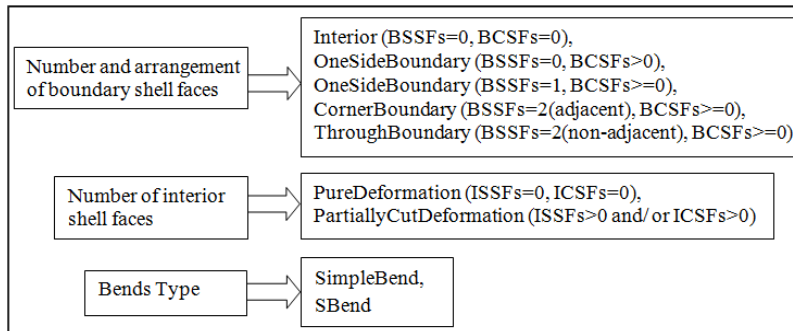 Number and arrangement
of boundary shell faces
Interior (BSSFs=0, BCSFs=0),
OneSideBoundary (BSSFs=0, BCSFs>0),
OneSideBoundary (BSSFs=1, BCSFs>=0),
CornerBoundary (BSSFs=2(adjacent), BCSFs>=0),
ThroughBoundary (BSSFs=2(non-adjacent), BCSFs>=0)
Number of interior
shell faces
PureDeformation (ISSFs=0, ICSFs=0),
PartiallyCutDeformation (ISSFs>0 and/ or ICSFs>0)
Bends Type
SimpleBend,
SBend